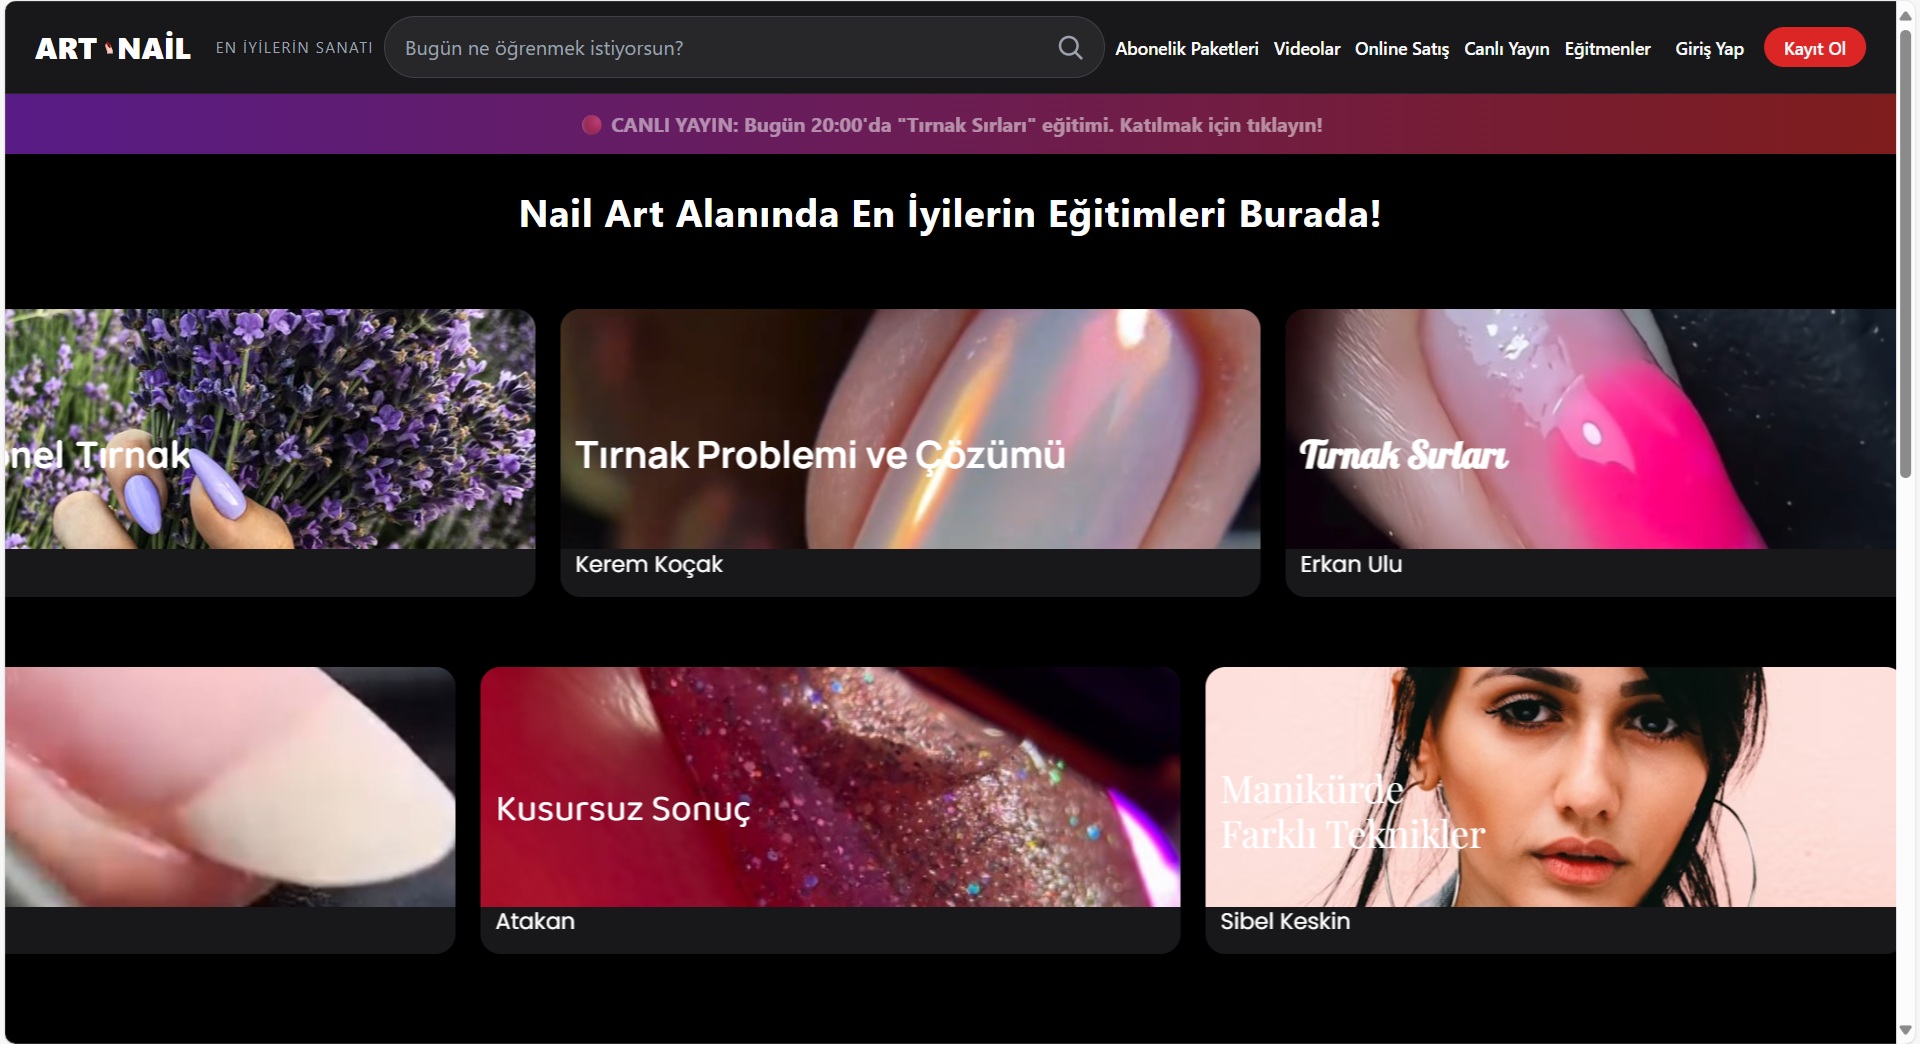 ART NAİL
EN İYİLERİN SANATI
Bugün ne öğrenmek istiyorsun?
Abonelik Paketleri
Videolar
Online Satış
Canlı Yayın
Eğitmenler
Giriş Yap
Kayıt Ol
CANLI YAYIN: Bugün 20:00'da "Tırnak Sırları" eğitimi. Katılmak için tıklayın!
Nail Art Alanında En İyilerin Eğitimleri Burada!
onel Tırnak
Tırnak Problemi ve Çözümü
Kerem Koçak
Tırnak Sırları
Erkan Ulu
Kusursuz Sonuç
Atakan
Manikürde
Farklı Teknikler
Sibel Keskin